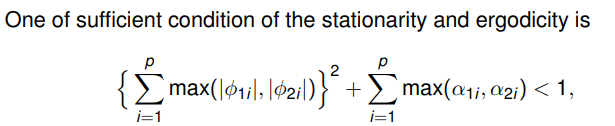 One of sufficient condition of the stationarity and ergodicity is
{∑_{i=1}^{p} max(|ϕ_{1i}|, |ϕ_{2i}|)}^2 + ∑_{i=1}^{p} max(α_{1i}, α_{2i}) < 1,